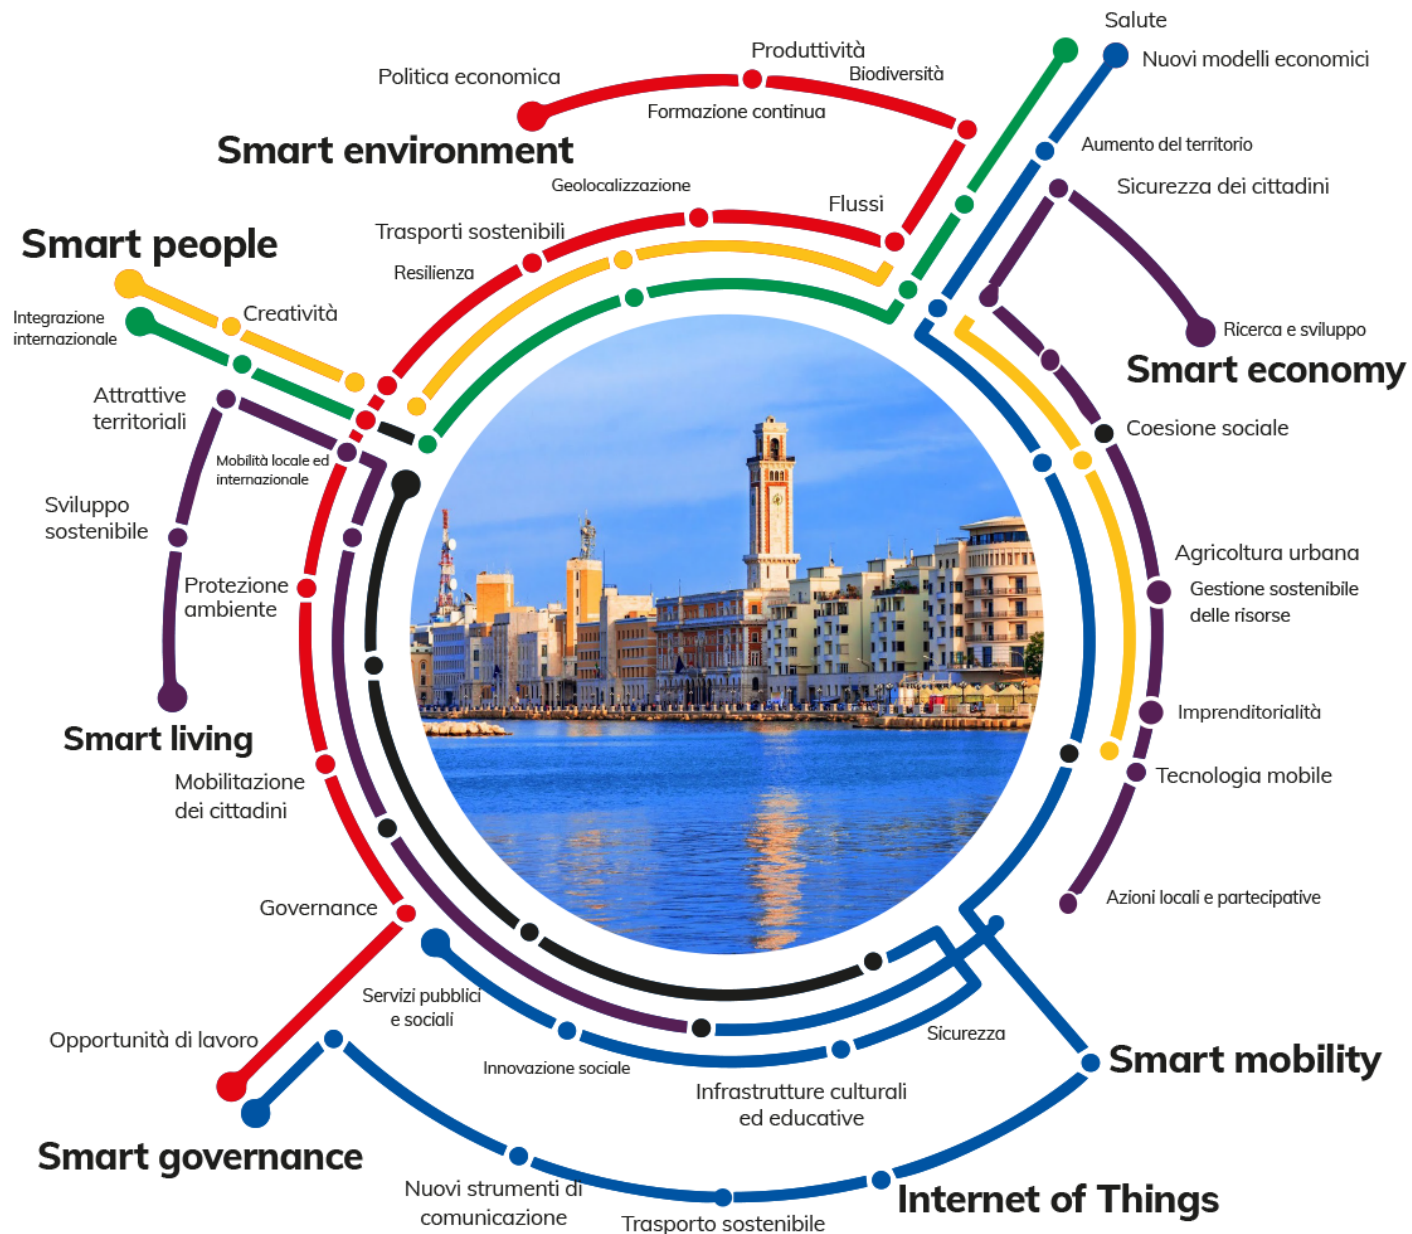 Salute
Nuovi modelli economici
Produttività
Politica economica
Biodiversità
Formazione continua
Smart environment
Aumento del territorio
Sicurezza dei cittadini
Geolocalizzazione
Flussi
Trasporti sostenibili
Smart people
Resilienza
Creatività
Integrazione
internazionale
Ricerca e sviluppo
Smart economy
Attrattive
territoriali
Coesione sociale
Mobilità locale ed
internazionale
Sviluppo
sostenibile
Agricoltura urbana
Protezione
ambiente
Gestione sostenibile
delle risorse
Imprenditorialità
Smart living
Mobilitazione
dei cittadini
Tecnologia mobile
Governance
Azioni locali e partecipative
Servizi pubblici
e sociali
Opportunità di lavoro
Sicurezza
Innovazione sociale
Smart mobility
Infrastrutture culturali
ed educative
Smart governance
Nuovi strumenti di
comunicazione
Internet of Things
Trasporto sostenibile